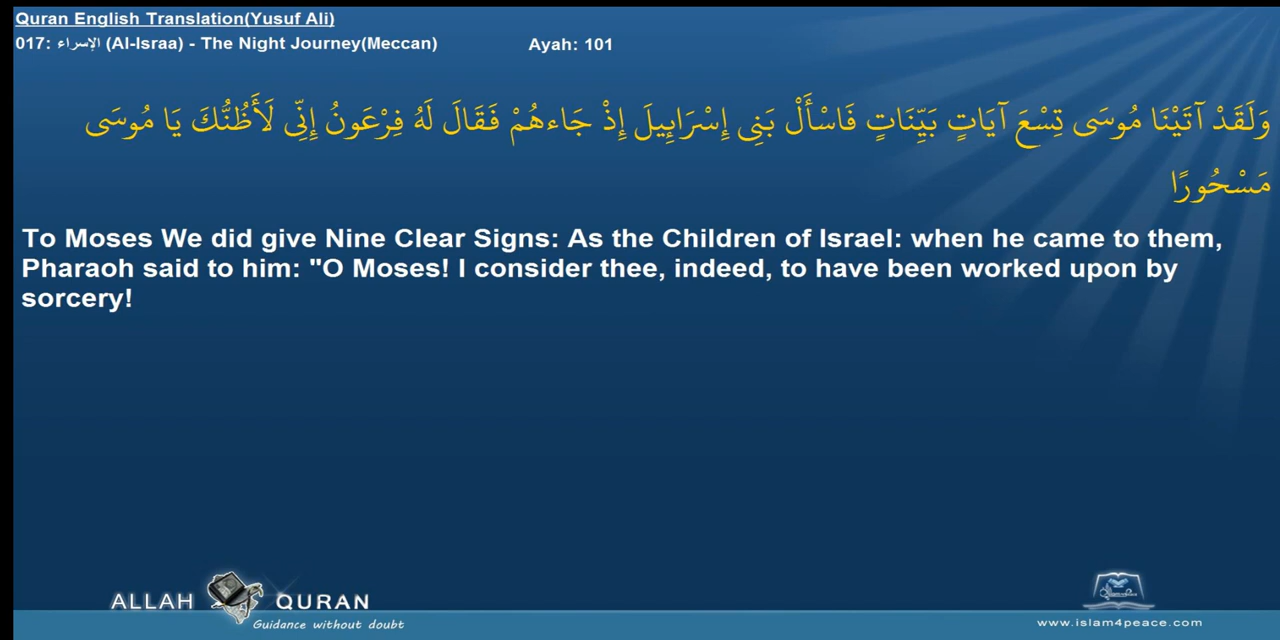 Quran English Translation(Yusuf Ali)
017: الإسراء (Al-Israa) - The Night Journey(Meccan) Ayah: 101
وَلَقَدْ آتَيْنَا مُوسَى تِسْعَ آيَاتٍ بَيِّنَاتٍ فَاسْأَلْ بَنِي إِسْرَايِيلَ إِذْ جَاءهُمْ فَقَالَ لَهُ فِرْعَونُ إِنِّي لَأَظُنُّكَ يَا مُوسَى
مَسْحُورًا
To Moses We did give Nine Clear Signs: As the Children of Israel: when he came to them,
Pharaoh said to him: "O Moses! I consider thee, indeed, to have been worked upon by
sorcery!
ALLAH QURAN
Guidance without doubt
www.islam4peace.com